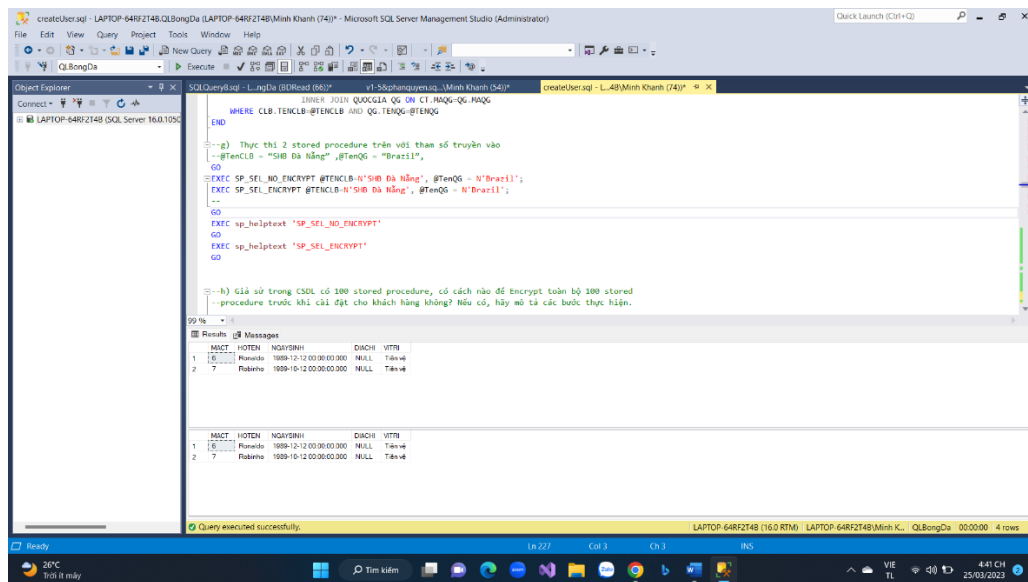 createUser.sql - LAPTOP-64RF2T4B.QLBongDa (LAPTOP-64RF2T4B\Minh Khanh (74))* - Microsoft SQL Server Management Studio (Administrator)
Quick Launch (Ctrl+Q)
File Edit View Query Project Tools Window Help
New Query
QLBongDa
Execute
Object Explorer
SQLQuery8.sql - L...ngDa (BDRead (66))*
v1-5&phanquyen.sq...\Minh Khanh (54))*
createUser.sql - L...4B\Minh Khanh (74))*
Connect
LAPTOP-64RF2T4B (SQL Server 16.0.1050
INNER JOIN QUOCGIA QG ON CT.MAQG=QG.MAQG
WHERE CLB.TENCLB=@TENCLB AND QG.TENQG=@TENQG
END
--g) Thực thi 2 stored procedure trên với tham số truyền vào
--@TenCLB = “SHB Đà Nẵng” ,@TenQG = “Brazil”,
GO
EXEC SP_SEL_NO_ENCRYPT @TENCLB=N'SHB Đà Nẵng', @TenQG = N'Brazil';
EXEC SP_SEL_ENCRYPT @TENCLB=N'SHB Đà Nẵng', @TenQG = N'Brazil';
--
GO
EXEC sp_helptext 'SP_SEL_NO_ENCRYPT'
GO
EXEC sp_helptext 'SP_SEL_ENCRYPT'
GO
--h) Giả sử trong CSDL có 100 stored procedure, có cách nào để Encrypt toàn bộ 100 stored
--procedure trước khi cài đặt cho khách hàng không? Nếu có, hãy mô tả các bước thực hiện.
99 %
Results Messages
MACT HOTEN NGAYSINH DIACHI VITRI
1 6 Ronaldo 1989-12-12 00:00:00.000 NULL Tiền vệ
2 7 Robinho 1989-10-12 00:00:00.000 NULL Tiền vệ
MACT HOTEN NGAYSINH DIACHI VITRI
1 6 Ronaldo 1989-12-12 00:00:00.000 NULL Tiền vệ
2 7 Robinho 1989-10-12 00:00:00.000 NULL Tiền vệ
Query executed successfully.
LAPTOP-64RF2T4B (16.0 RTM) LAPTOP-64RF2T4B\Minh K... QLBongDa 00:00:00 4 rows
Ready
Ln 227 Col 3 Ch 3 INS
26°C
Trời ít mây
Tìm kiếm
VIE
TL
4:41 CH
25/03/2023